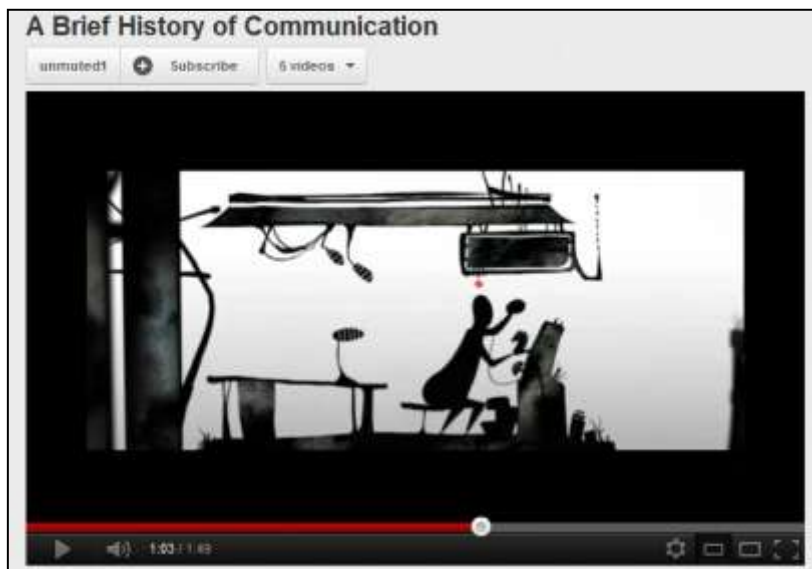 A Brief History of Communication
unmuted1 Subscribe 6 videos
1:03 / 1:49